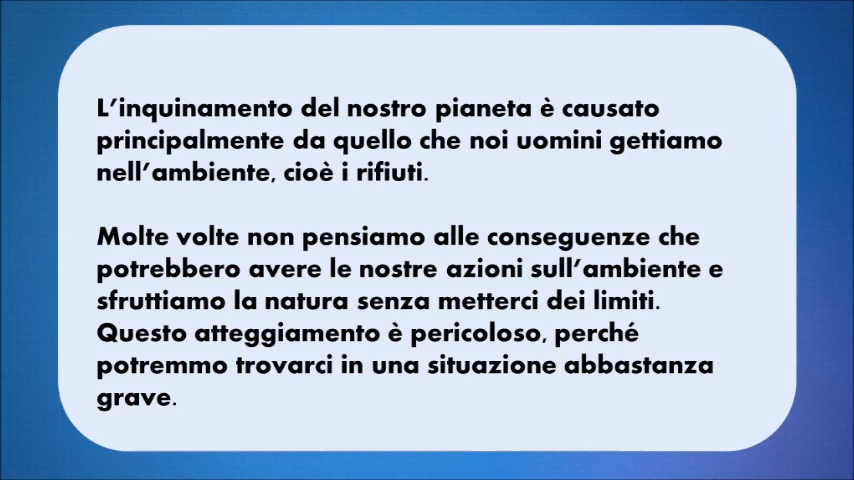 L'inquinamento del nostro pianeta è causato
principalmente da quello che noi uomini gettiamo
nell'ambiente, cioè i rifiuti.
Molte volte non pensiamo alle conseguenze che
potrebbero avere le nostre azioni sull'ambiente e
sfruttiamo la natura senza metterci dei limiti.
Questo atteggiamento è pericoloso, perché
potremmo trovarci in una situazione abbastanza
grave.